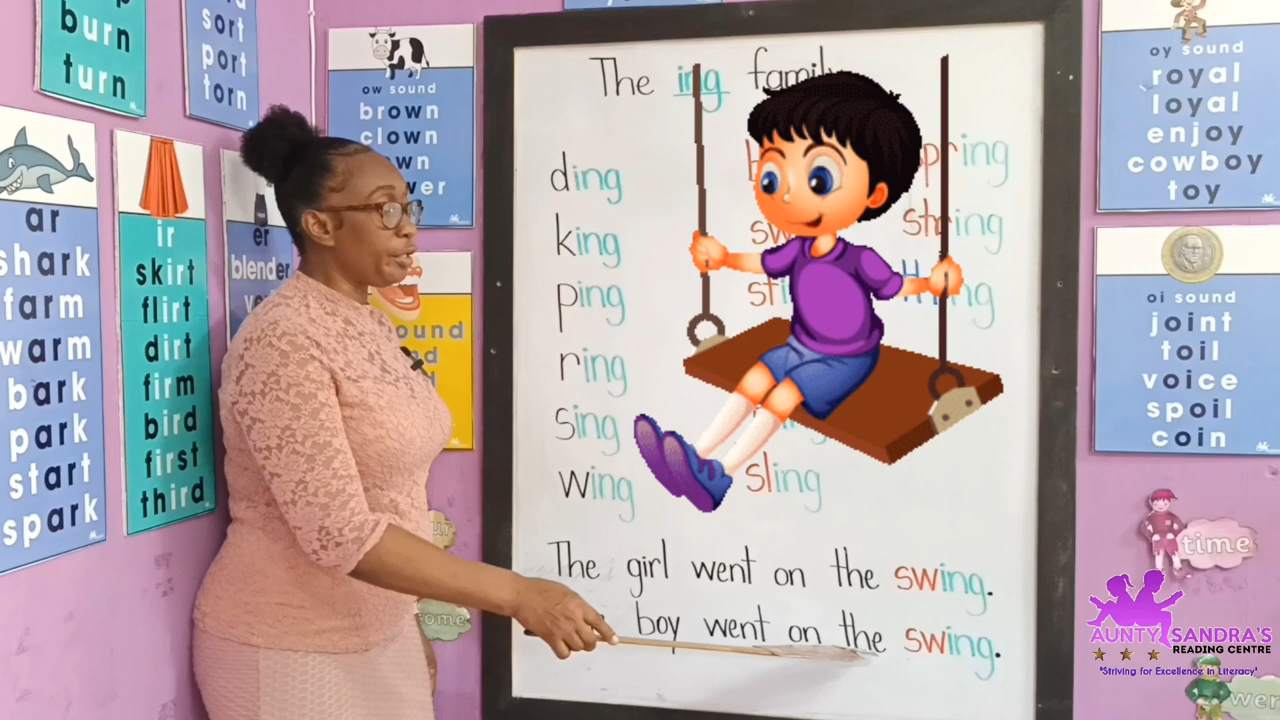 burn
turn
sort
port
torn
ow sound
brown
clown
oy sound
royal
loyal
enjoy
cowboy
toy
ar
shark
farm
warm
bark
park
start
spark
ir
skirt
flirt
dirt
firm
bird
first
third
er
blender
oi sound
joint
toil
voice
spoil
coin
The ing family
ding
king
ping
ring
sing
wing
string
sling
The girl went on the swing.
boy went on the swing.
time
AUNTY SANDRA'S
READING CENTRE
"Striving for Excellence in Literacy"